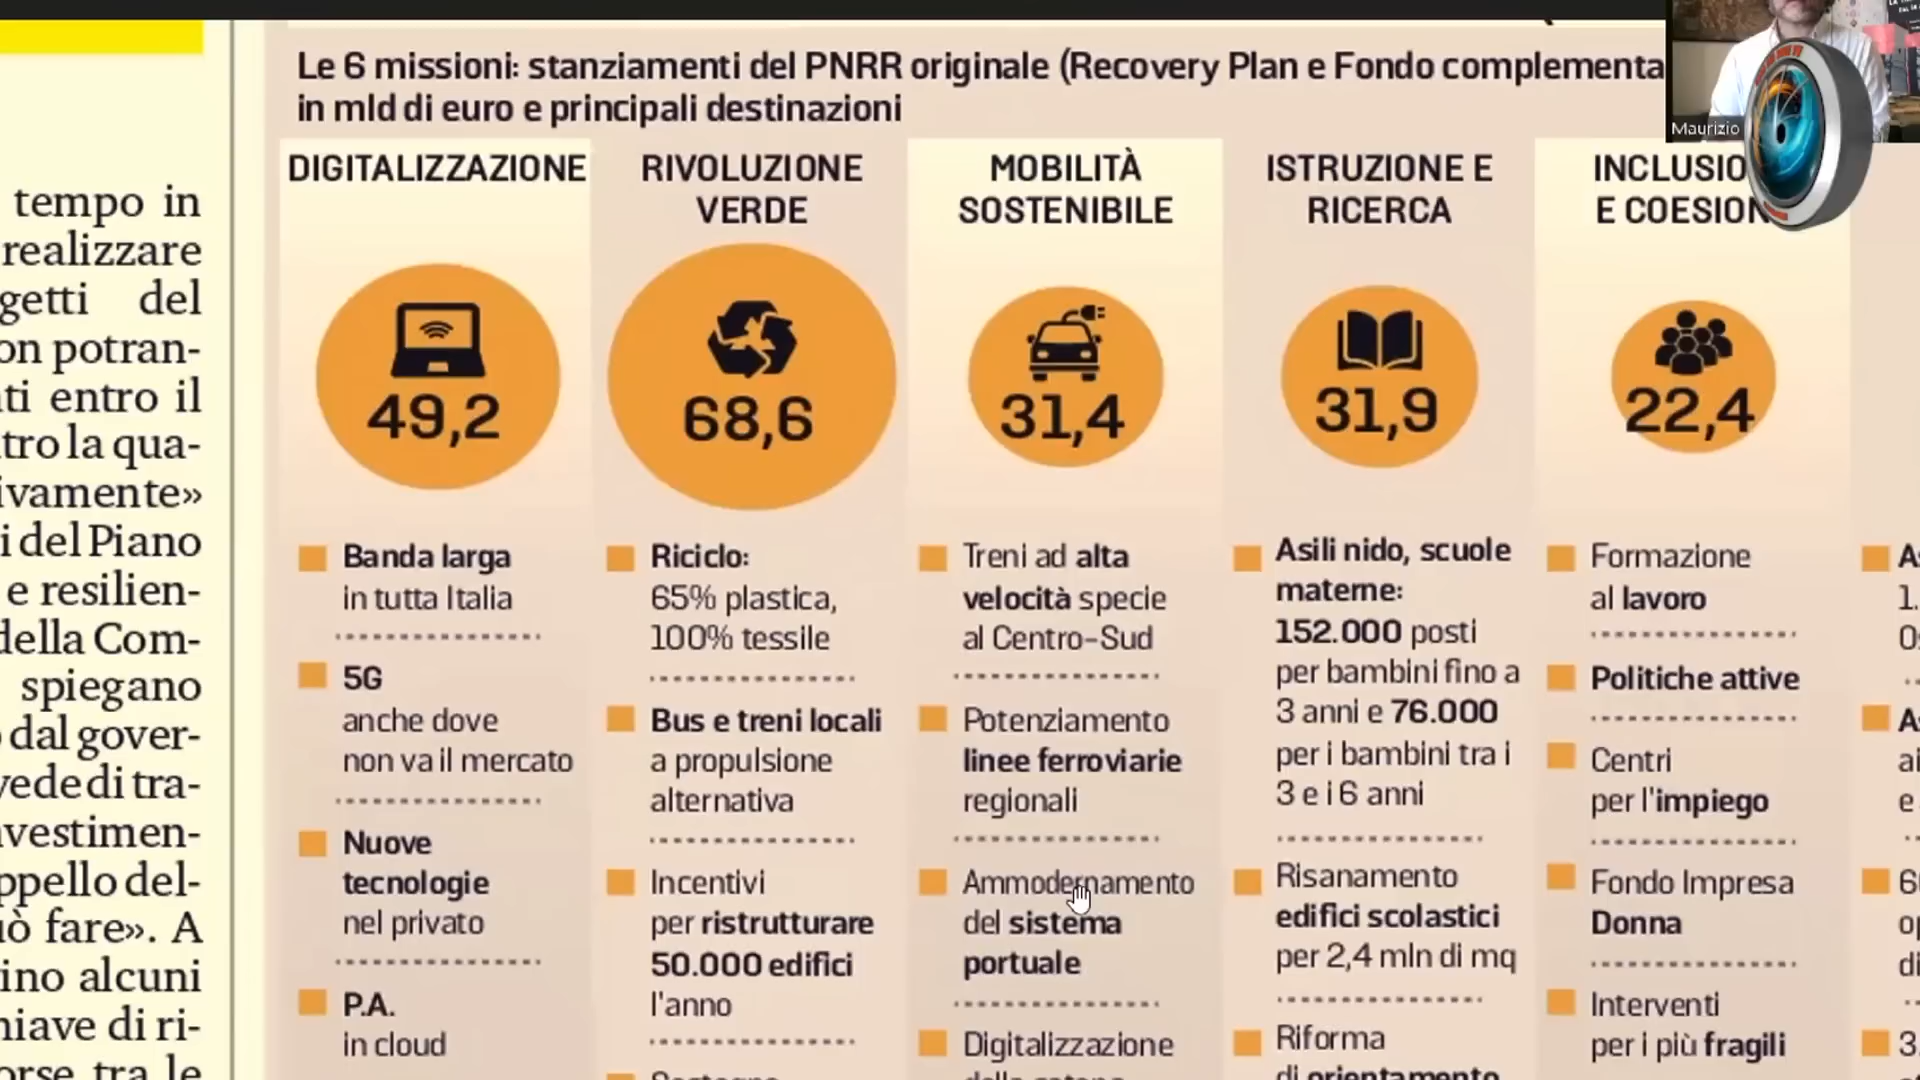 tempo in
realizzare
getti del
on potran-
ti entro il
tro la qua-
ivamente»
i del Piano
e resilien-
della Com-
spiegano
dal gover-
vede di tra-
nvestimen-
ppello del-
ò fare». A
ino alcuni
hiave di ri-
orse tra le
Le 6 missioni: stanziamenti del PNRR originale (Recovery Plan e Fondo complementa
in mld di euro e principali destinazioni
Maurizio
DIGITALIZZAZIONE
49,2
Banda larga
in tutta Italia
5G
anche dove
non va il mercato
Nuove
tecnologie
nel privato
P.A.
in cloud
RIVOLUZIONE
VERDE
68,6
Riciclo:
65% plastica,
100% tessile
Bus e treni locali
a propulsione
alternativa
Incentivi
per ristrutturare
50.000 edifici
l'anno
MOBILITÀ
SOSTENIBILE
31,4
Treni ad alta
velocità specie
al Centro-Sud
Potenziamento
linee ferroviarie
regionali
Ammodernamento
del sistema
portuale
Digitalizzazione
ISTRUZIONE E
RICERCA
31,9
Asili nido, scuole
materne:
152.000 posti
per bambini fino a
3 anni e 76.000
per i bambini tra i
3 e i 6 anni
Risanamento
edifici scolastici
per 2,4 mln di mq
Riforma
di orientamento
INCLUSIO
E COESION
22,4
Formazione
al lavoro
Politiche attive
Centri
per l'impiego
Fondo Impresa
Donna
Interventi
per i più fragili